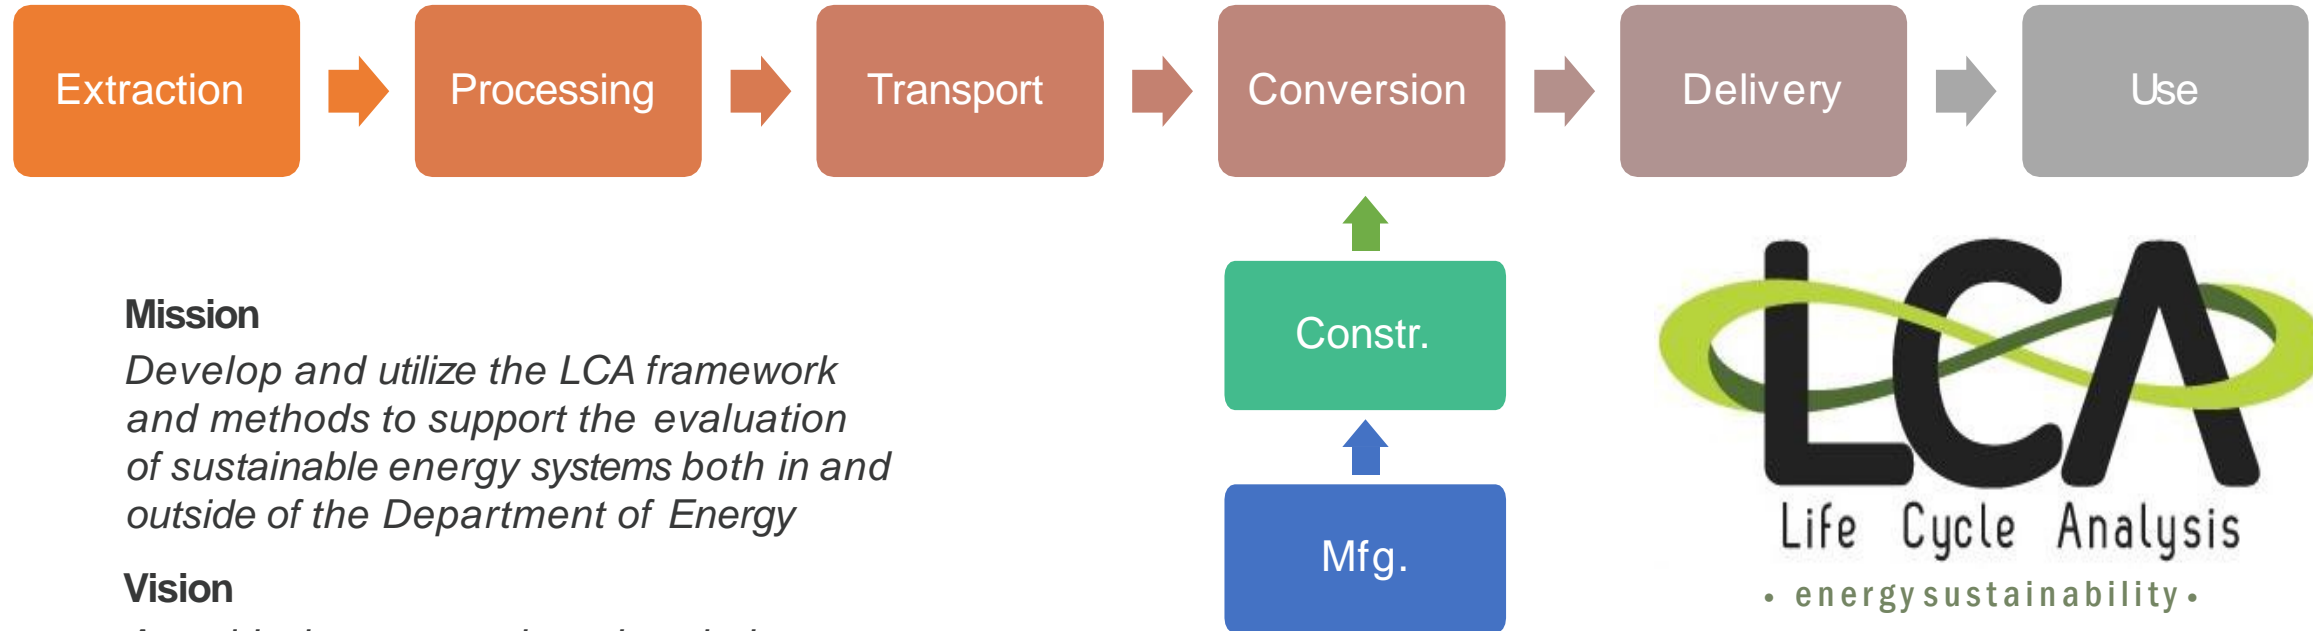 Extraction
Processing
Transport
Conversion
Delivery
Use
Constr.
Mfg.
Mission
Develop and utilize the LCA framework
and methods to support the evaluation
of sustainable energy systems both in and
outside of the Department of Energy
Vision
LCA
Life Cycle Analysis
• energy sustainability •